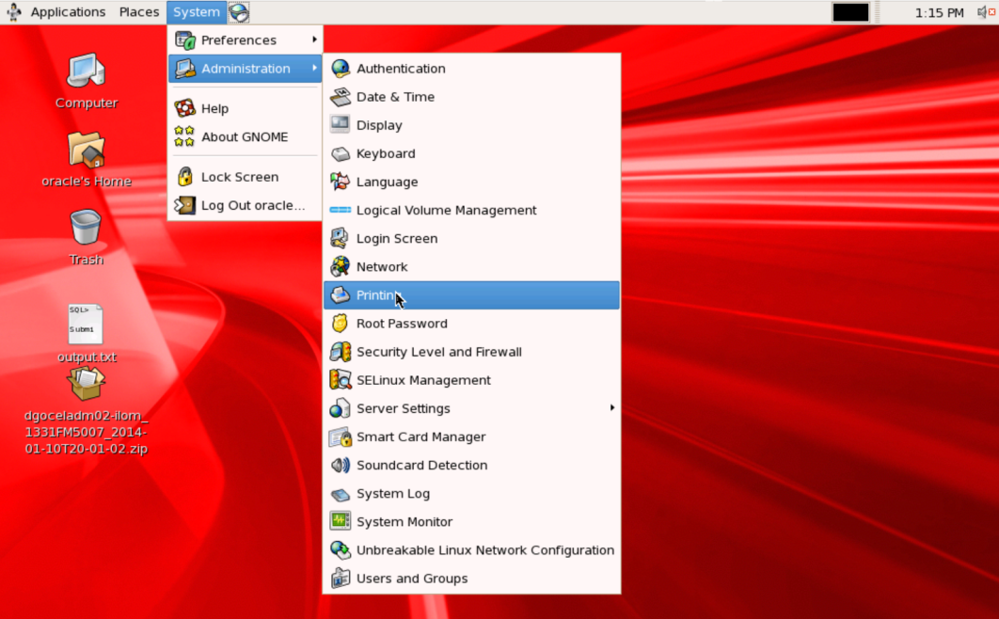 Applications Places System
1:15 PM
Computer
oracle's Home
Trash
SQL>
Submi
output.txt
dgoceladm02-ilom_
1331FM5007_2014-
01-10T20-01-02.zip
Preferences
Administration
Help
About GNOME
Lock Screen
Log Out oracle...
Authentication
Date & Time
Display
Keyboard
Language
Logical Volume Management
Login Screen
Network
Printing
Root Password
Security Level and Firewall
SELinux Management
Server Settings
Smart Card Manager
Soundcard Detection
System Log
System Monitor
Unbreakable Linux Network Configuration
Users and Groups